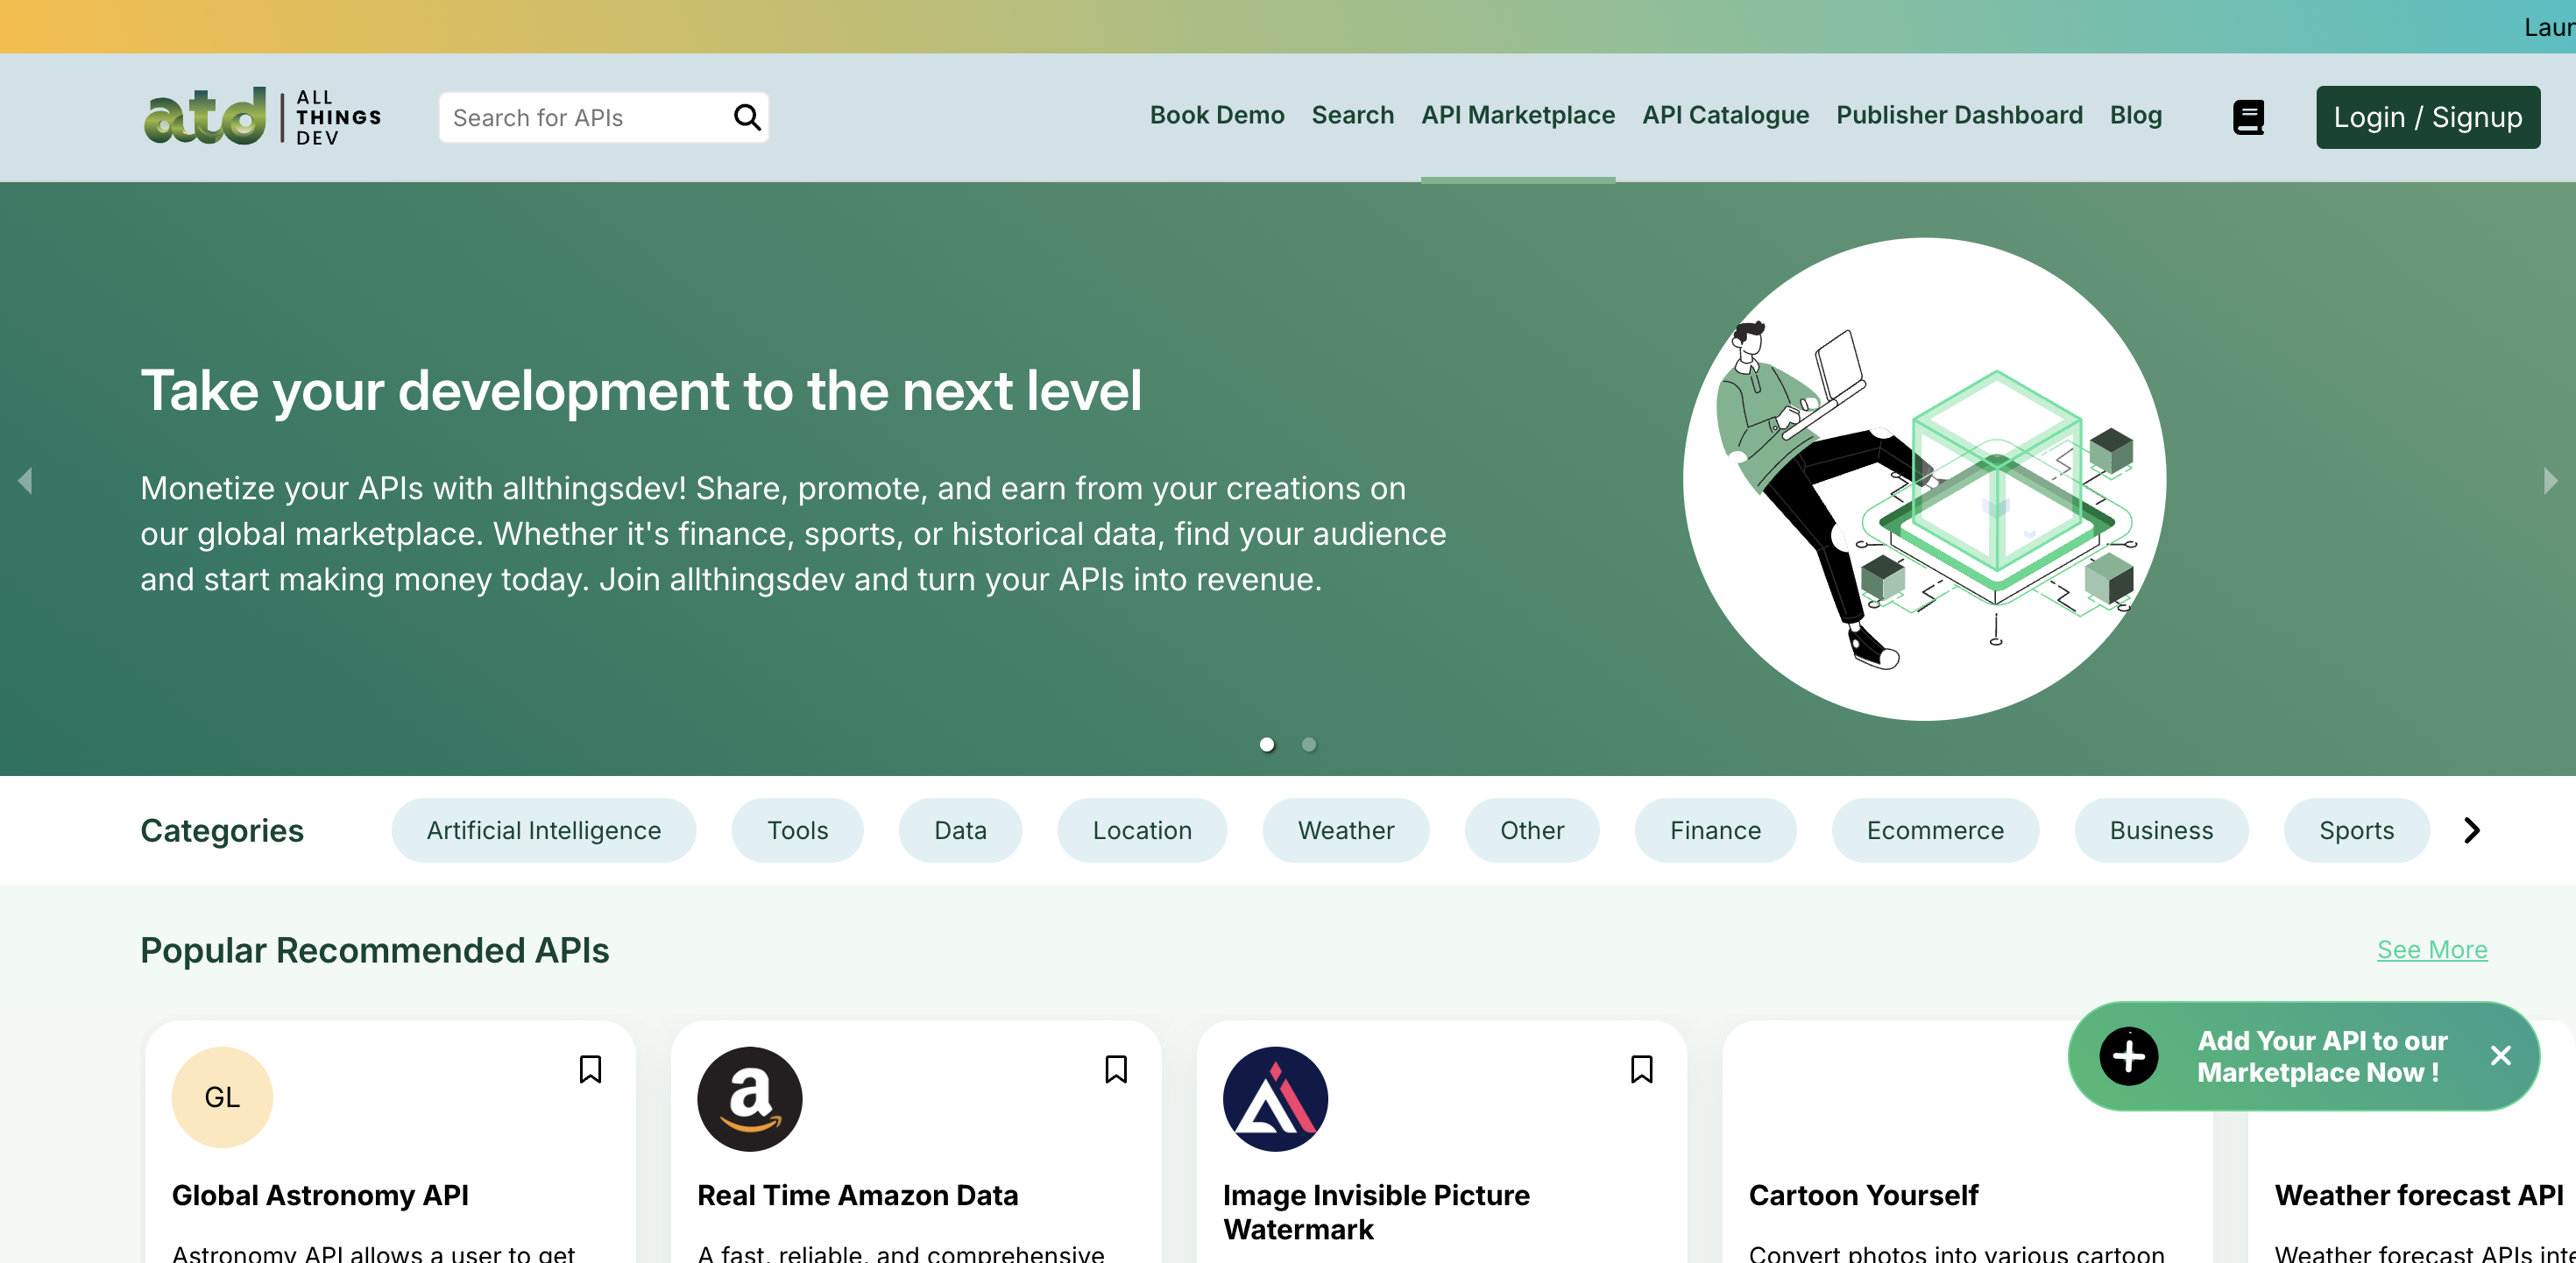 atd ALL THINGS DEV
Search for APIs
Book Demo Search API Marketplace API Catalogue Publisher Dashboard Blog
Login / Signup
Take your development to the next level
Monetize your APIs with allthingsdev! Share, promote, and earn from your creations on
our global marketplace. Whether it's finance, sports, or historical data, find your audience
and start making money today. Join allthingsdev and turn your APIs into revenue.
Categories Artificial Intelligence Tools Data Location Weather Other Finance Ecommerce Business Sports
Popular Recommended APIs
See More
Add Your API to our
Marketplace Now !
GL
Global Astronomy API
Astronomy API allows a user to get
a
Real Time Amazon Data
A fast, reliable, and comprehensive
Image Invisible Picture
Watermark
Cartoon Yourself
Convert photos into various cartoon
Weather forecast API
Weather forecast APIs